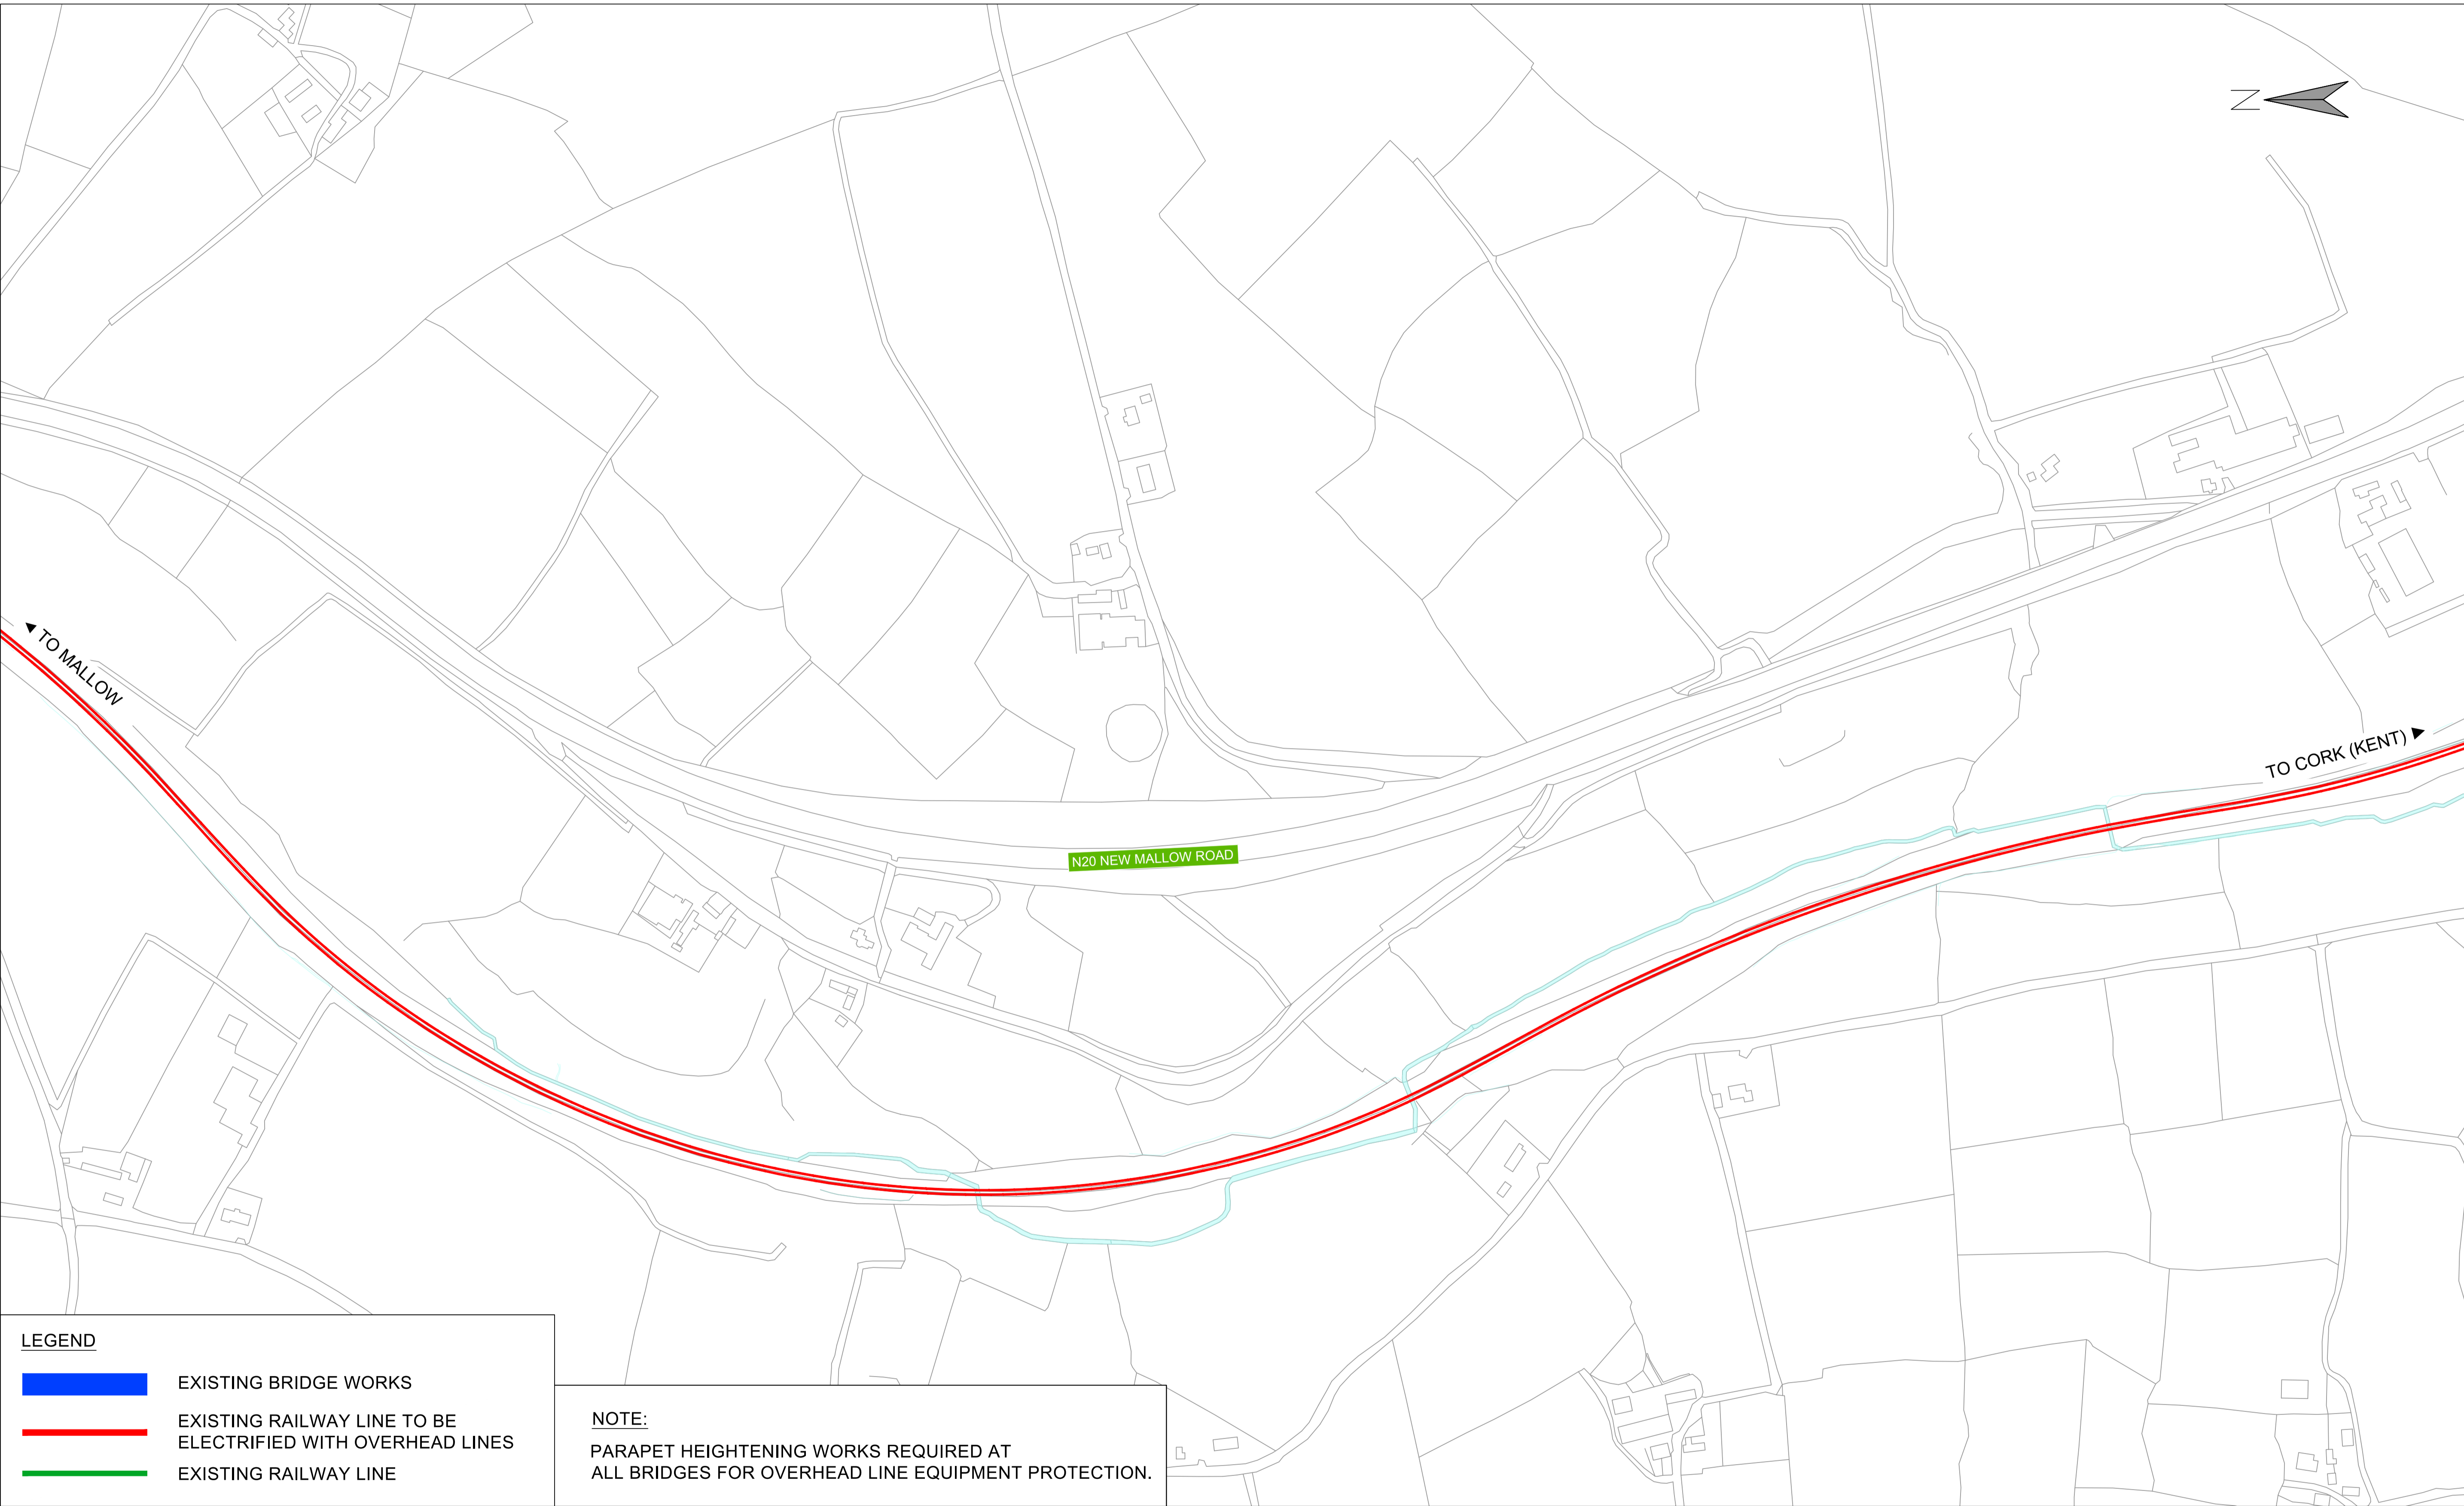 N
TO MALLOW
TO CORK (KENT)
N20 NEW MALLOW ROAD
LEGEND
EXISTING BRIDGE WORKS
EXISTING RAILWAY LINE TO BE
ELECTRIFIED WITH OVERHEAD LINES
EXISTING RAILWAY LINE
NOTE:
PARAPET HEIGHTENING WORKS REQUIRED AT
ALL BRIDGES FOR OVERHEAD LINE EQUIPMENT PROTECTION.